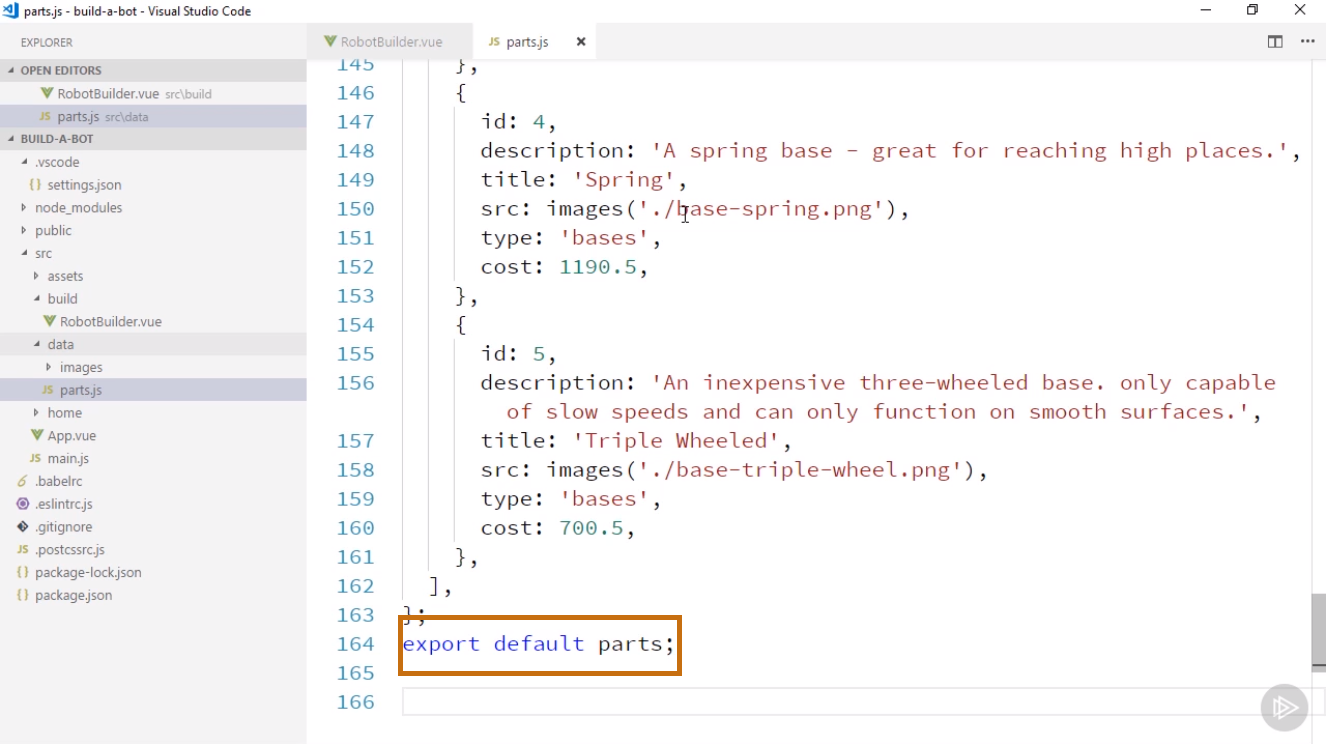 parts.js - build-a-bot - Visual Studio Code
EXPLORER
OPEN EDITORS
RobotBuilder.vue src\build
JS parts.js src\data
BUILD-A-BOT
.vscode
{} settings.json
node_modules
public
src
assets
build
RobotBuilder.vue
data
images
JS parts.js
home
App.vue
JS main.js
.babelrc
.eslintrc.js
.gitignore
JS .postcssrc.js
{} package-lock.json
{} package.json
RobotBuilder.vue
JS parts.js
145 },
146 {
147 id: 4,
148 description: 'A spring base - great for reaching high places.',
149 title: 'Spring',
150 src: images('./base-spring.png'),
151 type: 'bases',
152 cost: 1190.5,
153 },
154 {
155 id: 5,
156 description: 'An inexpensive three-wheeled base. only capable
of slow speeds and can only function on smooth surfaces.',
157 title: 'Triple Wheeled',
158 src: images('./base-triple-wheel.png'),
159 type: 'bases',
160 cost: 700.5,
161 },
162 ],
163 };
164 export default parts;
165
166